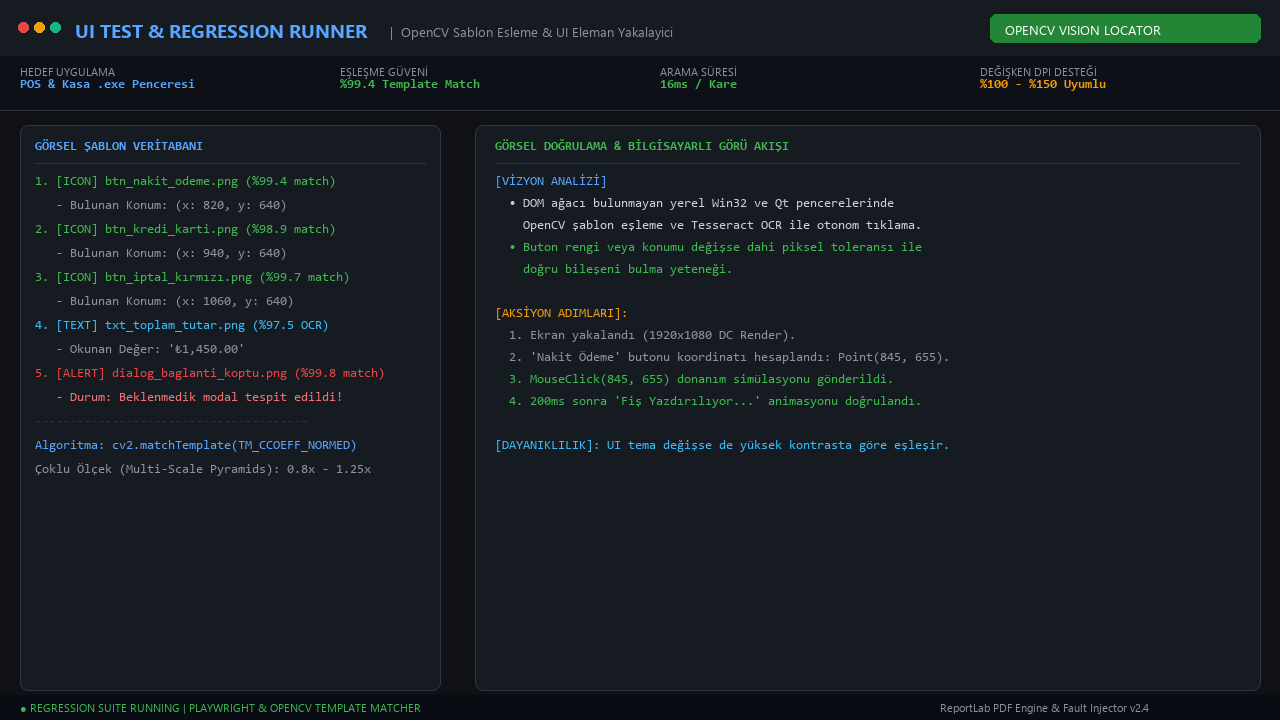 UI TEST & REGRESSION RUNNER | OpenCV Sablon Esleme & UI Eleman Yakalayici
OPENCV VISION LOCATOR
HEDEF UYGULAMA
POS & Kasa .exe Penceresi
EŞLEŞME GÜVENİ
%99.4 Template Match
ARAMA SÜRESİ
16ms / Kare
DEĞİŞKEN DPI DESTEĞİ
%100 - %150 Uyumlu
GÖRSEL ŞABLON VERİTABANI
1. [ICON] btn_nakit_odeme.png (%99.4 match)
- Bulunan Konum: (x: 820, y: 640)
2. [ICON] btn_kredi_karti.png (%98.9 match)
- Bulunan Konum: (x: 940, y: 640)
3. [ICON] btn_iptal_kırmızı.png (%99.7 match)
- Bulunan Konum: (x: 1060, y: 640)
4. [TEXT] txt_toplam_tutar.png (%97.5 OCR)
- Okunan Değer: '₺1,450.00'
5. [ALERT] dialog_baglanti_koptu.png (%99.8 match)
- Durum: Beklenmedik modal tespit edildi!
---------------------------------------
Algoritma: cv2.matchTemplate(TM_CCOEFF_NORMED)
Çoklu Ölçek (Multi-Scale Pyramids): 0.8x - 1.25x
GÖRSEL DOĞRULAMA & BİLGİSAYARLI GÖRÜ AKIŞI
[VİZYON ANALİZİ]
• DOM ağacı bulunmayan yerel Win32 ve Qt pencerelerinde
OpenCV şablon eşleme ve Tesseract OCR ile otonom tıklama.
• Buton rengi veya konumu değişse dahi piksel toleransı ile
doğru bileşeni bulma yeteneği.
[AKSİYON ADIMLARI]:
1. Ekran yakalandı (1920x1080 DC Render).
2. 'Nakit Ödeme' butonu koordinatı hesaplandı: Point(845, 655).
3. MouseClick(845, 655) donanım simülasyonu gönderildi.
4. 200ms sonra 'Fiş Yazdırılıyor...' animasyonu doğrulandı.
[DAYANIKLILIK]: UI tema değişse de yüksek kontrasta göre eşleşir.
● REGRESSION SUITE RUNNING | PLAYWRIGHT & OPENCV TEMPLATE MATCHER
ReportLab PDF Engine & Fault Injector v2.4